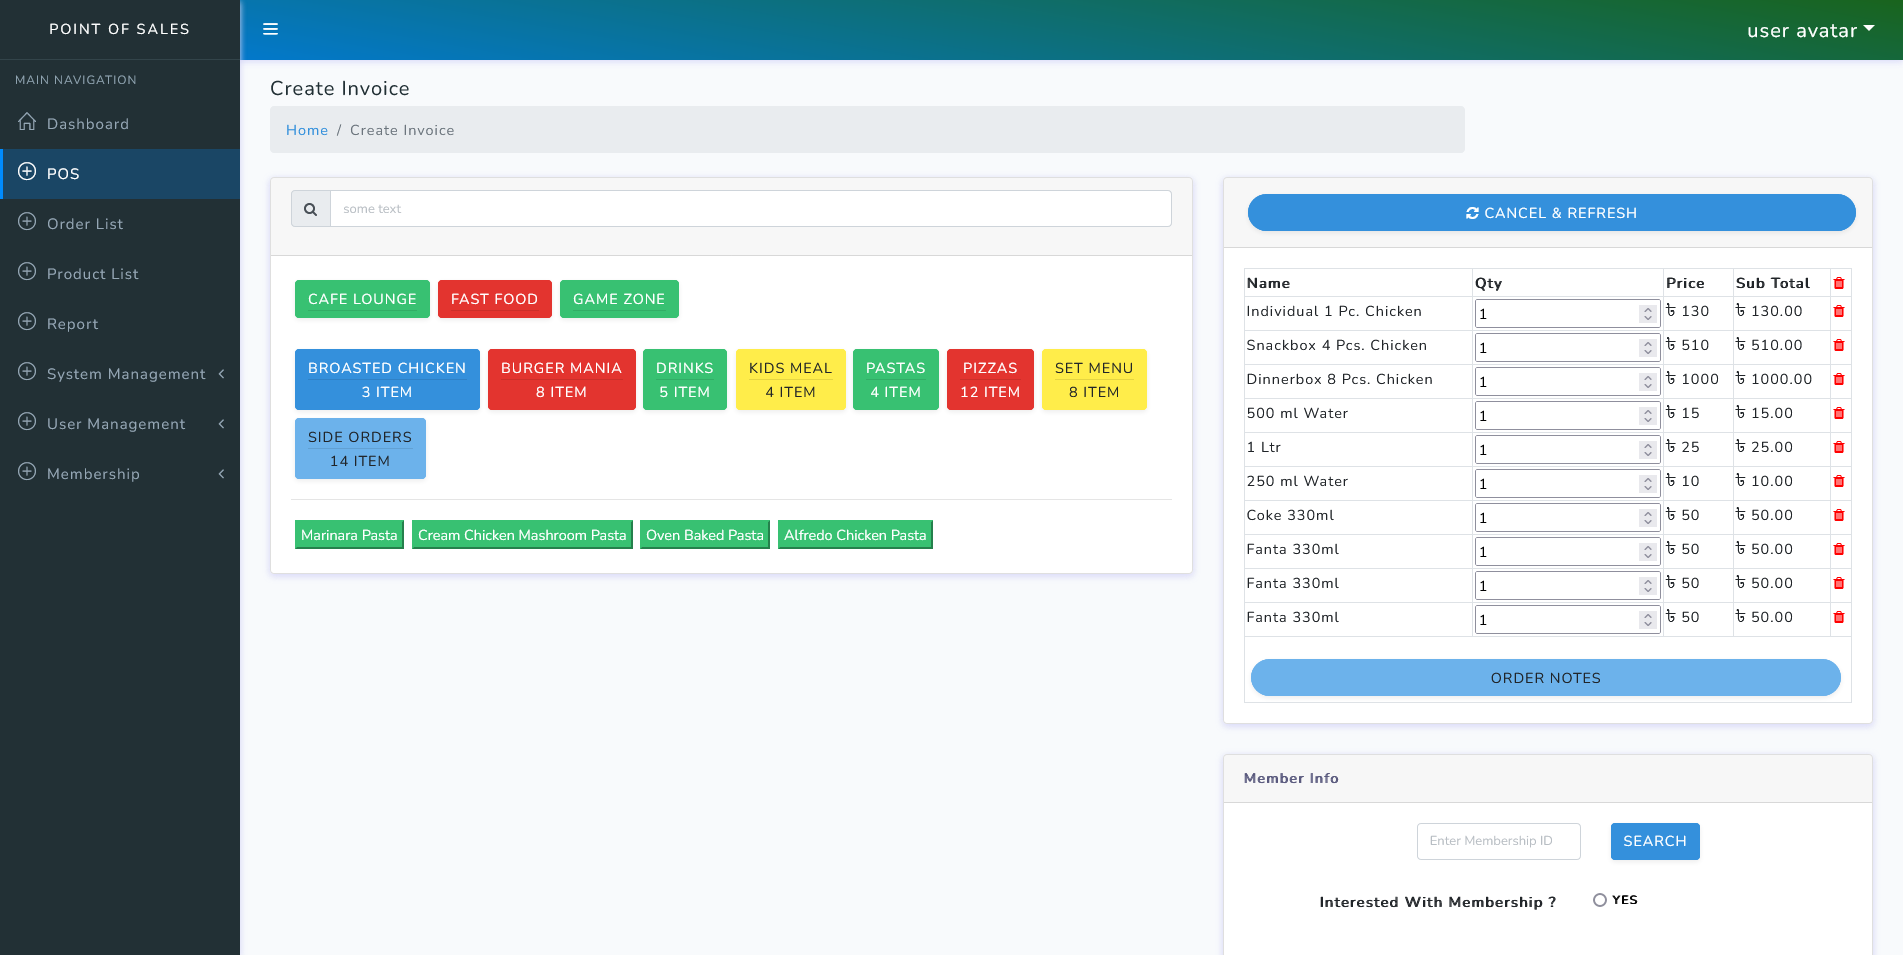 POINT OF SALES
user avatar
MAIN NAVIGATION
Dashboard
POS
Order List
Product List
Report
System Management
User Management
Membership
Create Invoice
Home / Create Invoice
some text
CAFE LOUNGE FAST FOOD GAME ZONE
BROASTED CHICKEN BURGER MANIA DRINKS KIDS MEAL PASTAS PIZZAS SET MENU
3 ITEM 8 ITEM 5 ITEM 4 ITEM 4 ITEM 12 ITEM 8 ITEM
SIDE ORDERS
14 ITEM
Marinara Pasta Cream Chicken Mashroom Pasta Oven Baked Pasta Alfredo Chicken Pasta
CANCEL & REFRESH
Name Qty Price Sub Total
Individual 1 Pc. Chicken 1 ৳ 130 ৳ 130.00
Snackbox 4 Pcs. Chicken 1 ৳ 510 ৳ 510.00
Dinnerbox 8 Pcs. Chicken 1 ৳ 1000 ৳ 1000.00
500 ml Water 1 ৳ 15 ৳ 15.00
1 Ltr 1 ৳ 25 ৳ 25.00
250 ml Water 1 ৳ 10 ৳ 10.00
Coke 330ml 1 ৳ 50 ৳ 50.00
Fanta 330ml 1 ৳ 50 ৳ 50.00
Fanta 330ml 1 ৳ 50 ৳ 50.00
Fanta 330ml 1 ৳ 50 ৳ 50.00
ORDER NOTES
Member Info
Enter Membership ID SEARCH
Interested With Membership ? YES